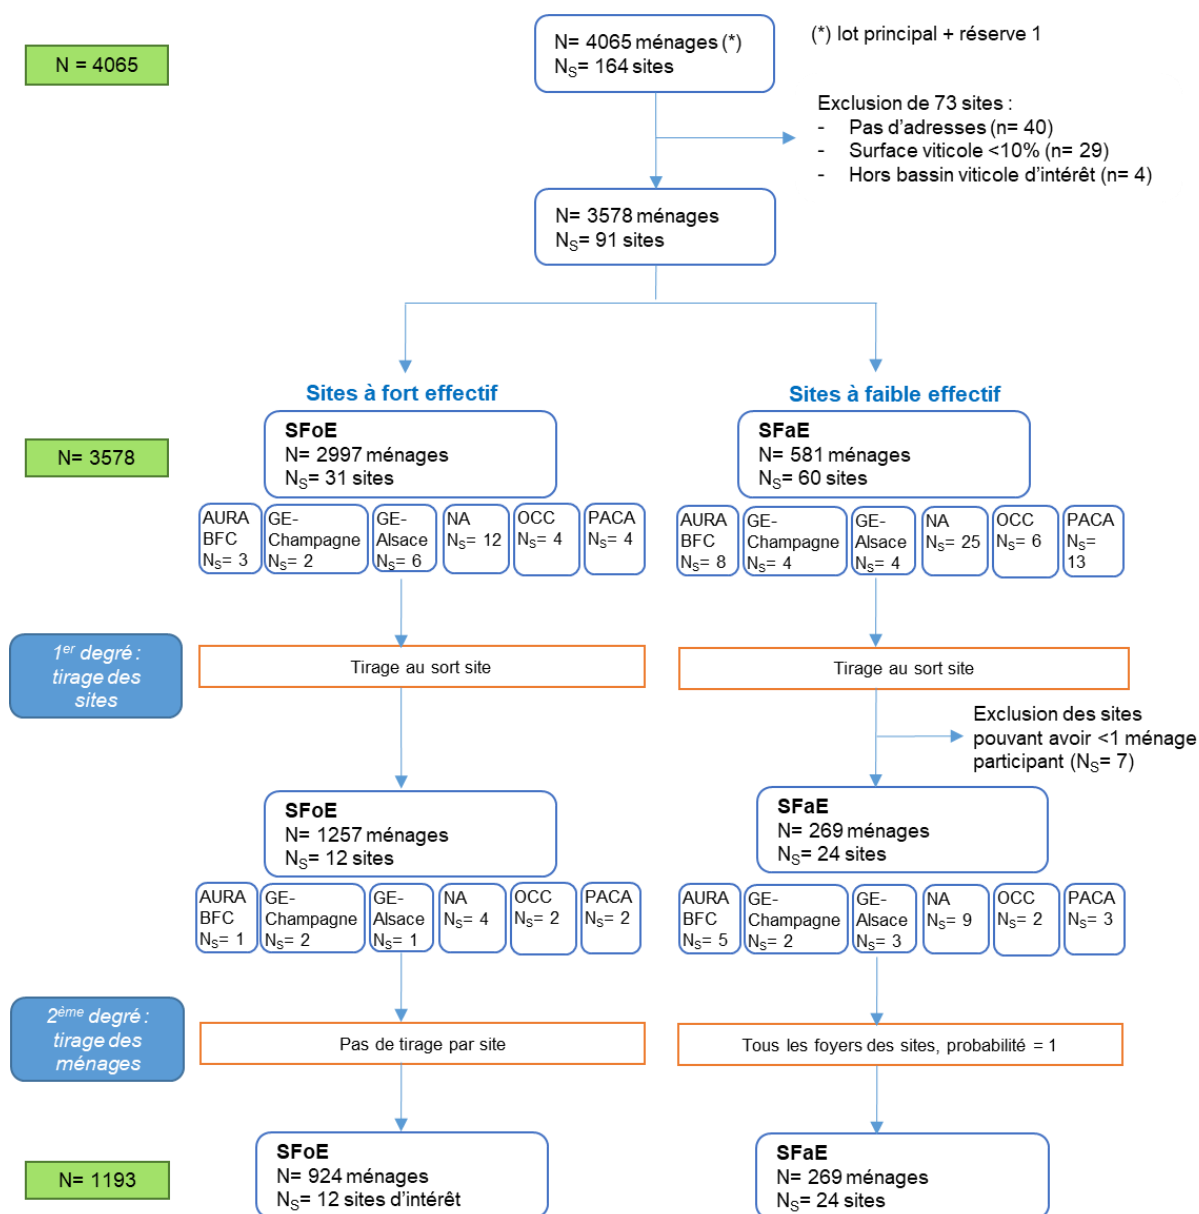 N = 4065
N= 4065 ménages (*)
NS= 164 sites
(*) lot principal + réserve 1
Exclusion de 73 sites :
- Pas d’adresses (n= 40)
- Surface viticole <10% (n= 29)
- Hors bassin viticole d’intérêt (n= 4)
N= 3578 ménages
NS= 91 sites
Sites à fort effectif
Sites à faible effectif
N= 3578
SFoE
N= 2997 ménages
NS= 31 sites
SFaE
N= 581 ménages
NS= 60 sites
AURA
BFC
NS= 3
GE-
Champagne
NS= 2
GE-
Alsace
NS= 6
NA
NS= 12
OCC
NS= 4
PACA
NS= 4
AURA
BFC
NS= 8
GE-
Champagne
NS= 4
GE-
Alsace
NS= 4
NA
NS= 25
OCC
NS= 6
PACA
NS=
13
1er degré :
tirage des
sites
Tirage au sort site
Tirage au sort site
Exclusion des sites
pouvant avoir <1 ménage
participant (NS= 7)
SFoE
N= 1257 ménages
NS= 12 sites
SFaE
N= 269 ménages
NS= 24 sites
AURA
BFC
NS= 1
GE-
Champagne
NS= 2
GE-
Alsace
NS= 1
NA
NS= 4
OCC
NS= 2
PACA
NS= 2
AURA
BFC
NS= 5
GE-
Champagne
NS= 2
GE-
Alsace
NS= 3
NA
NS= 9
OCC
NS= 2
PACA
NS= 3
2ème degré :
tirage des
ménages
Pas de tirage par site
Tous les foyers des sites, probabilité = 1
N= 1193
SFoE
N= 924 ménages
NS= 12 sites d’intérêt
SFaE
N= 269 ménages
NS= 24 sites